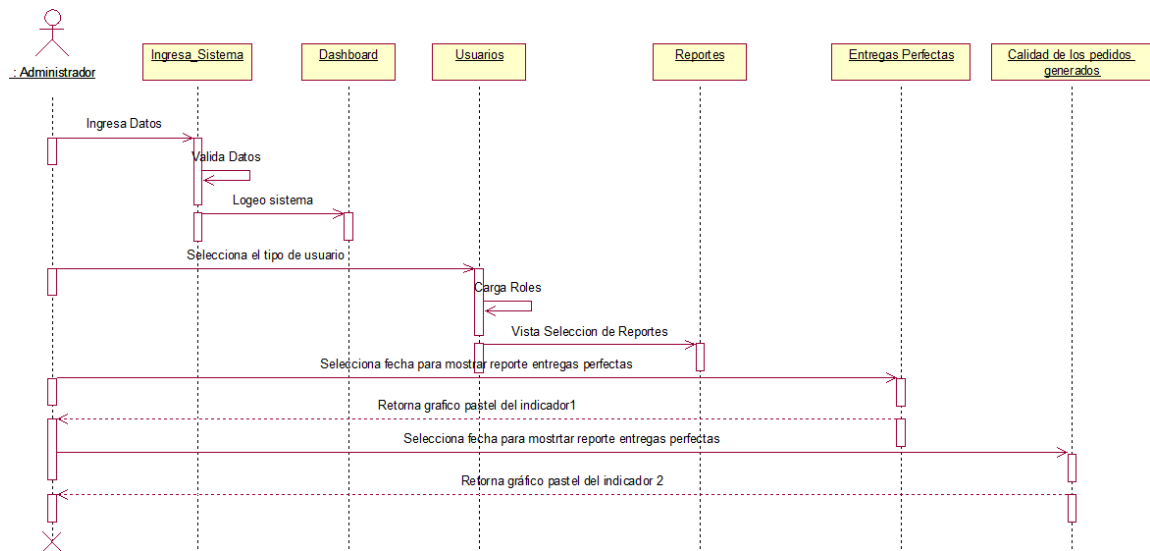 : Administrador
Ingresa_Sistema
Dashboard
Usuarios
Reportes
Entregas Perfectas
Calidad de los pedidos
generados
Ingresa Datos
Valida Datos
Logeo sistema
Selecciona el tipo de usuario
Carga Roles
Vista Seleccion de Reportes
Selecciona fecha para mostrar reporte entregas perfectas
Retorna grafico pastel del indicador1
Selecciona fecha para mostrtar reporte entregas perfectas
Retorna gráfico pastel del indicador 2